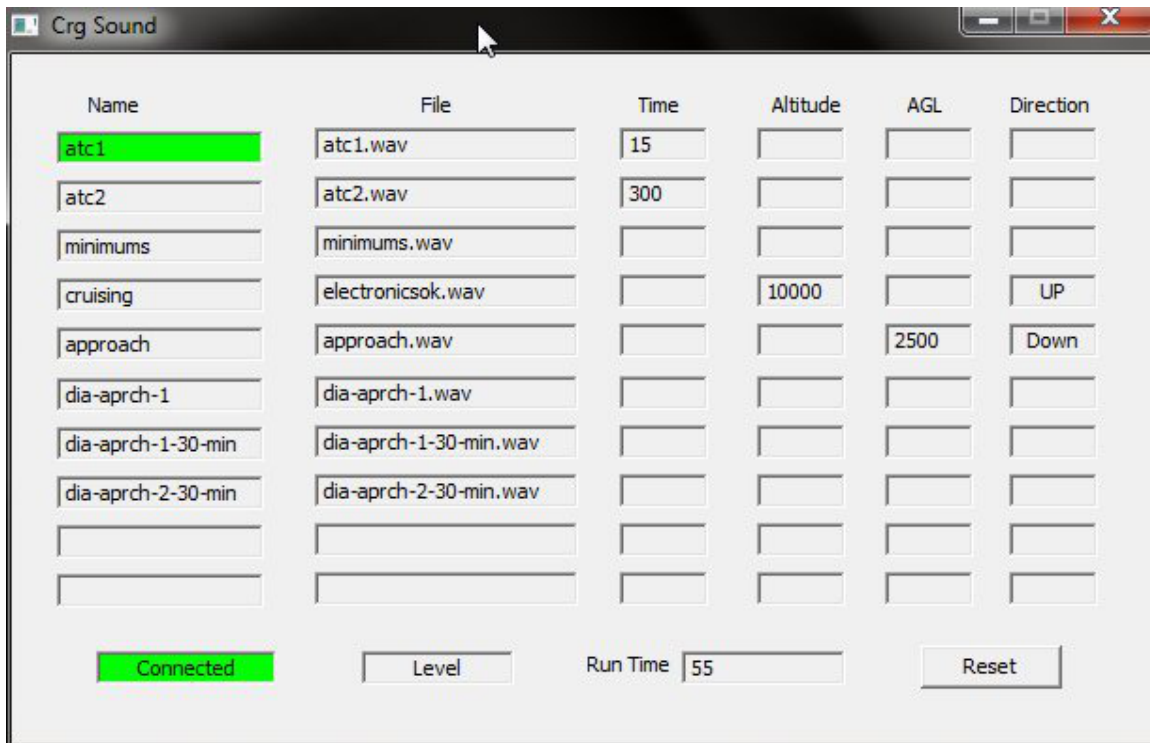 Crg Sound
Name File Time Altitude AGL Direction
atc1 atc1.wav 15
atc2 atc2.wav 300
minimums minimums.wav
cruising electronicsok.wav 10000 UP
approach approach.wav 2500 Down
dia-aprch-1 dia-aprch-1.wav
dia-aprch-1-30-min dia-aprch-1-30-min.wav
dia-aprch-2-30-min dia-aprch-2-30-min.wav
Connected Level Run Time 55 Reset